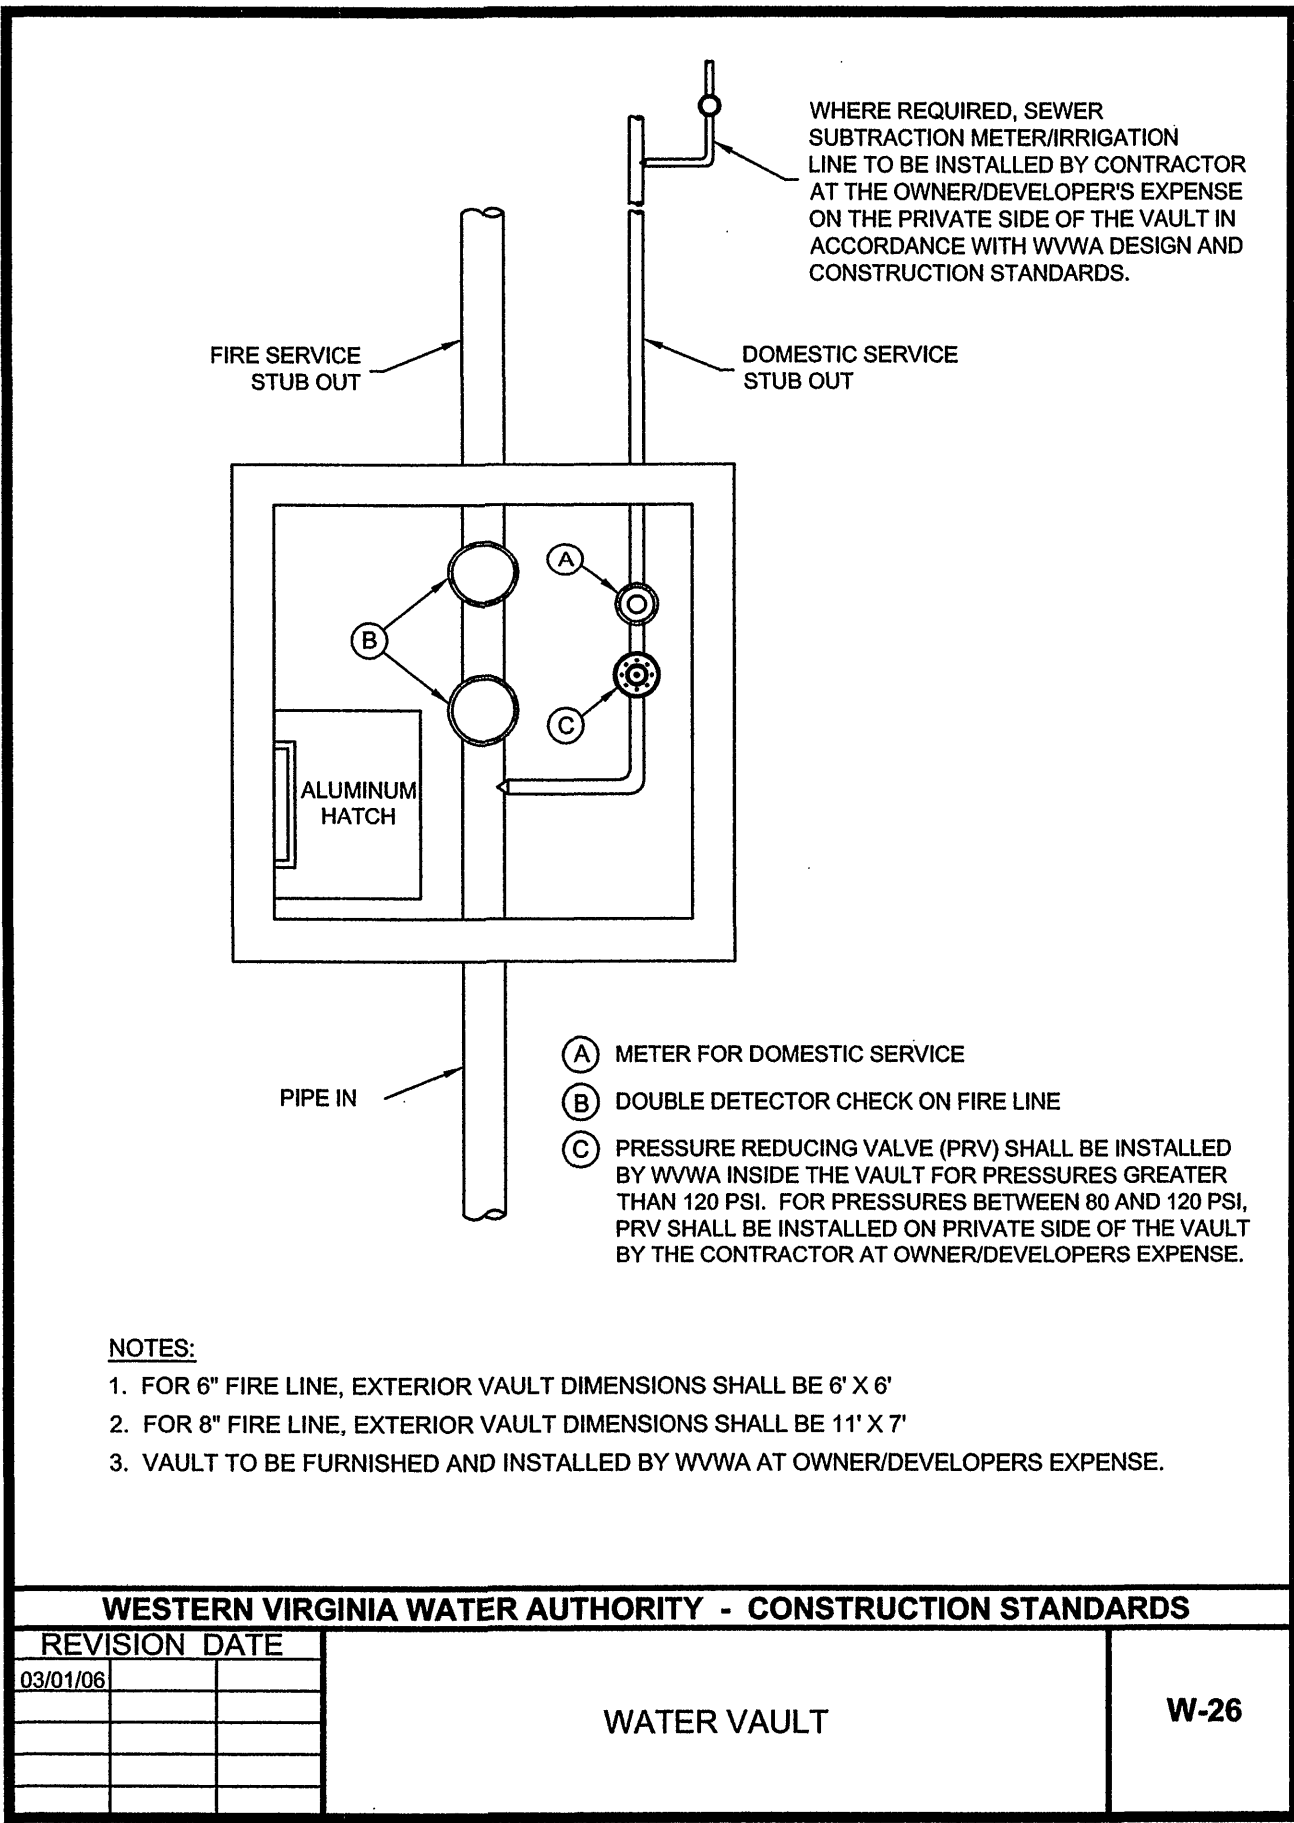 WHERE REQUIRED, SEWER
SUBTRACTION METER/IRRIGATION
LINE TO BE INSTALLED BY CONTRACTOR
AT THE OWNER/DEVELOPER'S EXPENSE
ON THE PRIVATE SIDE OF THE VAULT IN
ACCORDANCE WITH WVWA DESIGN AND
CONSTRUCTION STANDARDS.
FIRE SERVICE
STUB OUT
DOMESTIC SERVICE
STUB OUT
A
B
C
ALUMINUM
HATCH
PIPE IN
A METER FOR DOMESTIC SERVICE
B DOUBLE DETECTOR CHECK ON FIRE LINE
C PRESSURE REDUCING VALVE (PRV) SHALL BE INSTALLED
BY WVWA INSIDE THE VAULT FOR PRESSURES GREATER
THAN 120 PSI. FOR PRESSURES BETWEEN 80 AND 120 PSI,
PRV SHALL BE INSTALLED ON PRIVATE SIDE OF THE VAULT
BY THE CONTRACTOR AT OWNER/DEVELOPERS EXPENSE.
NOTES:
1. FOR 6" FIRE LINE, EXTERIOR VAULT DIMENSIONS SHALL BE 6' X 6'
2. FOR 8" FIRE LINE, EXTERIOR VAULT DIMENSIONS SHALL BE 11' X 7'
3. VAULT TO BE FURNISHED AND INSTALLED BY WVWA AT OWNER/DEVELOPERS EXPENSE.
WESTERN VIRGINIA WATER AUTHORITY - CONSTRUCTION STANDARDS
REVISION DATE
03/01/06
WATER VAULT
W-26